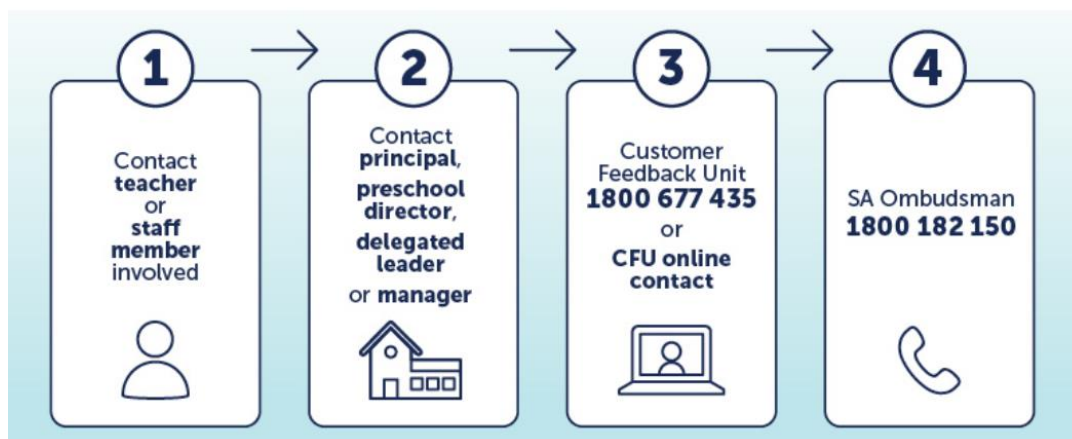 1
Contact
teacher
or
staff
member
involved
2
Contact
principal,
preschool
director,
delegated
leader
or manager
3
Customer
Feedback Unit
1800 677 435
or
CFU online
contact
4
SA Ombudsman
1800 182 150